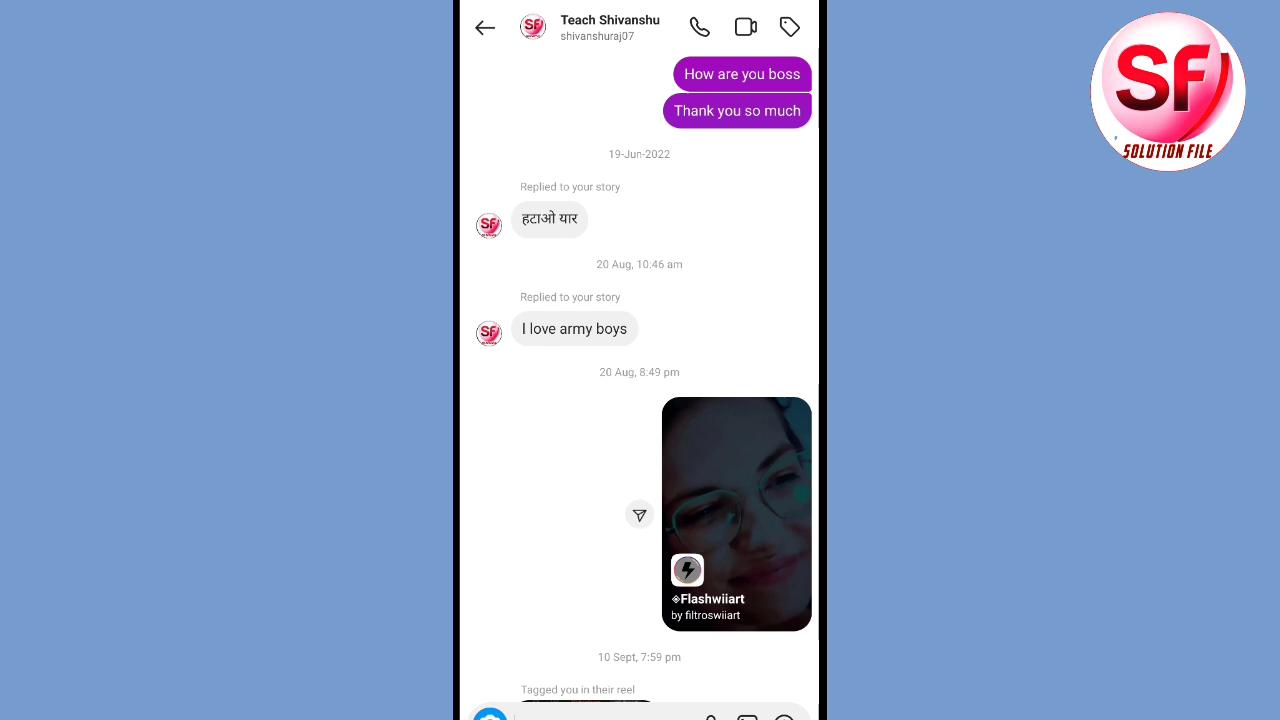 Teach Shivanshu
shivanshuraj07
SF
SOLUTION FILE
How are you boss
Thank you so much
19-Jun-2022
Replied to your story
हटाओ यार
20 Aug, 10:46 am
Replied to your story
I love army boys
20 Aug, 8:49 pm
◈Flashwiiart
by filtroswiiart
10 Sept, 7:59 pm
Tagged you in their reel